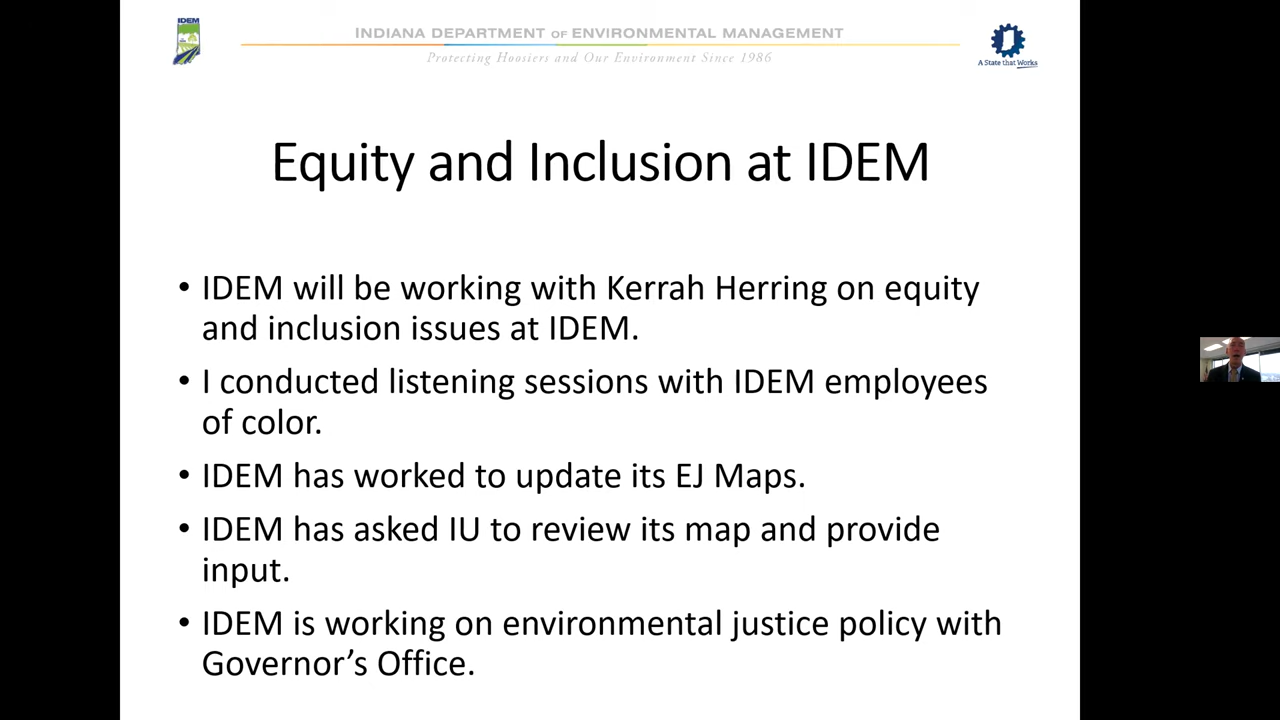 IDEM
INDIANA DEPARTMENT OF ENVIRONMENTAL MANAGEMENT
Protecting Hoosiers and Our Environment Since 1986
A State that Works
Equity and Inclusion at IDEM
• IDEM will be working with Kerrah Herring on equity
and inclusion issues at IDEM.
• I conducted listening sessions with IDEM employees
of color.
• IDEM has worked to update its EJ Maps.
• IDEM has asked IU to review its map and provide
input.
• IDEM is working on environmental justice policy with
Governor’s Office.